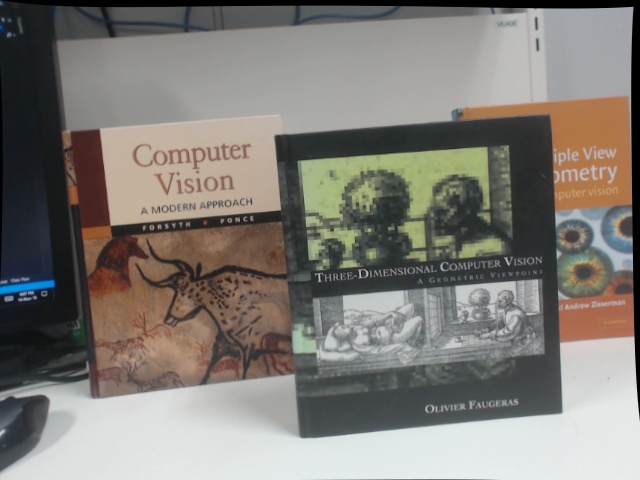 Computer
Vision
A MODERN APPROACH
FORSYTH ★ PONCE
THREE-DIMENSIONAL COMPUTER VISION
A GEOMETRIC VIEWPOINT
OLIVIER FAUGERAS
iple View
ometry
mputer vision
d Andrew Zisserman